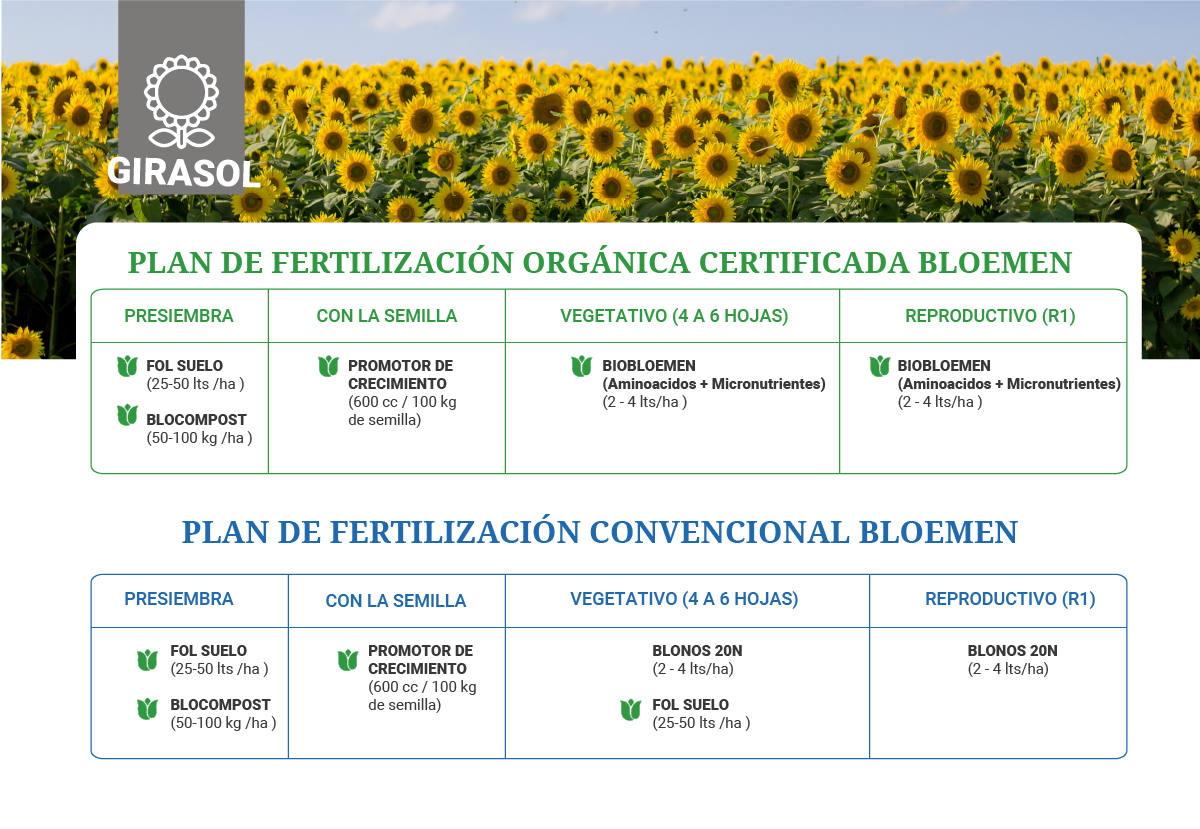 GIRASOL
PLAN DE FERTILIZACIÓN ORGÁNICA CERTIFICADA BLOEMEN
PRESIEMBRA
CON LA SEMILLA
VEGETATIVO (4 A 6 HOJAS)
REPRODUCTIVO (R1)
FOL SUELO
(25-50 lts /ha )
BLOCOMPOST
(50-100 kg /ha )
PROMOTOR DE
CRECIMIENTO
(600 cc / 100 kg
de semilla)
BIOBLOEMEN
(Aminoacidos + Micronutrientes)
(2 - 4 lts/ha )
BIOBLOEMEN
(Aminoacidos + Micronutrientes)
(2 - 4 lts/ha )
PLAN DE FERTILIZACIÓN CONVENCIONAL BLOEMEN
PRESIEMBRA
CON LA SEMILLA
VEGETATIVO (4 A 6 HOJAS)
REPRODUCTIVO (R1)
FOL SUELO
(25-50 lts /ha )
BLOCOMPOST
(50-100 kg /ha )
PROMOTOR DE
CRECIMIENTO
(600 cc / 100 kg
de semilla)
BLONOS 20N
(2 - 4 lts/ha)
FOL SUELO
(25-50 lts /ha )
BLONOS 20N
(2 - 4 lts/ha)